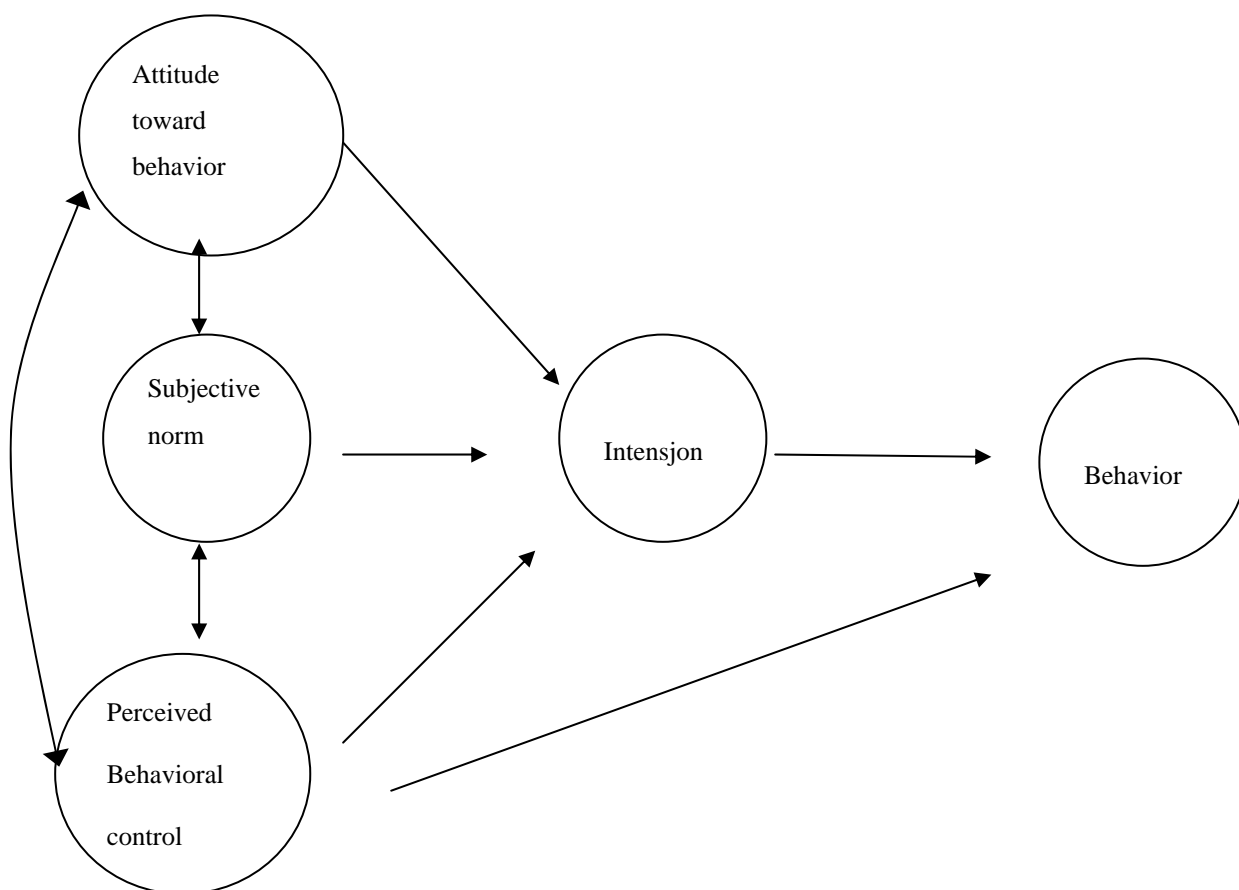 Attitude
toward
behavior
Subjective
norm
Intensjon
Behavior
Perceived
Behavioral
control